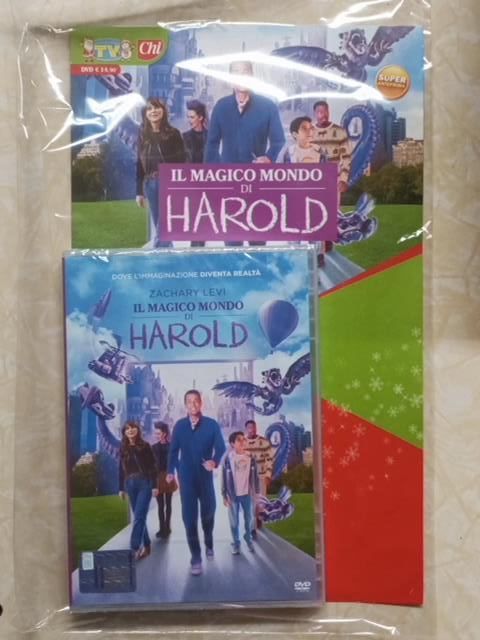 TV
Chi
DVD € 14,90
SUPER
ANTEPRIMA
IL MAGICO MONDO
DI
HAROLD
DOVE L'IMMAGINAZIONE DIVENTA REALTÀ
ZACHARY LEVI
IL MAGICO MONDO
DI
HAROLD
DVD